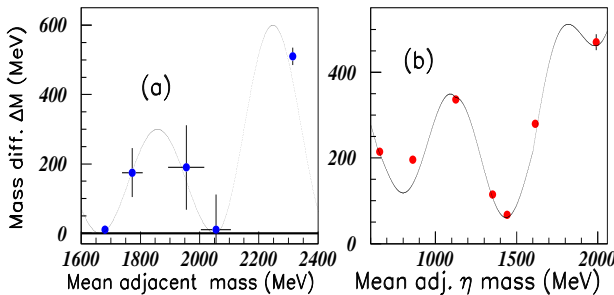 Mass diff. ΔM (MeV)
600
400
200
0
(a)
1600 1800 2000 2200 2400
Mean adjacent mass (MeV)
400
200
0
(b)
1000 1500 2000
Mean adj. η mass (MeV)